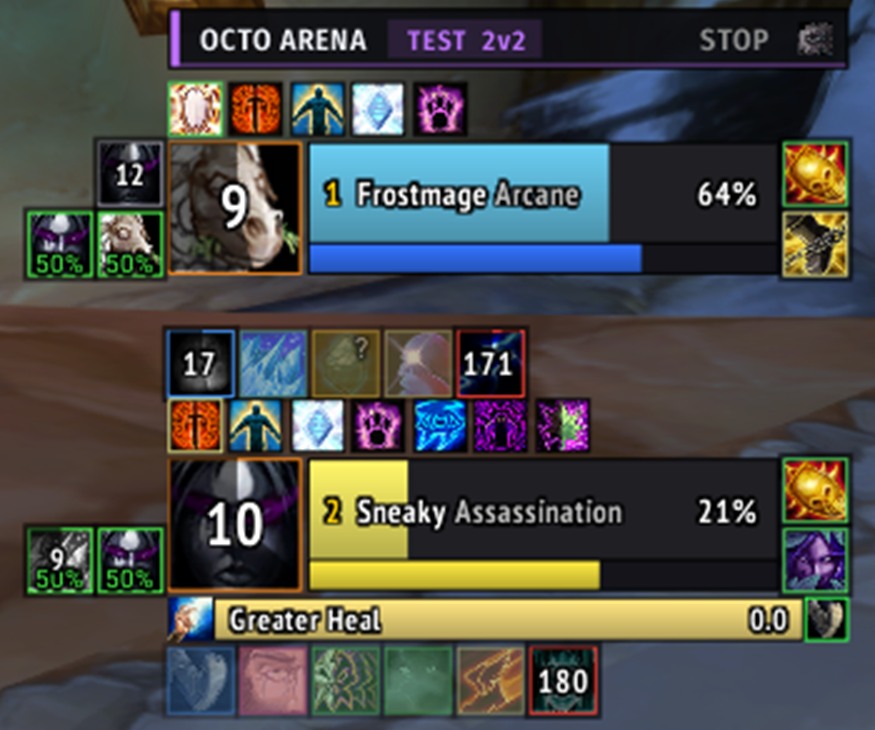 OCTO ARENA TEST 2v2 STOP
12
9
1 Frostmage Arcane 64%
50% 50%
17 ? 171
10
2 Sneaky Assassination 21%
9
50% 50%
Greater Heal 0.0
180